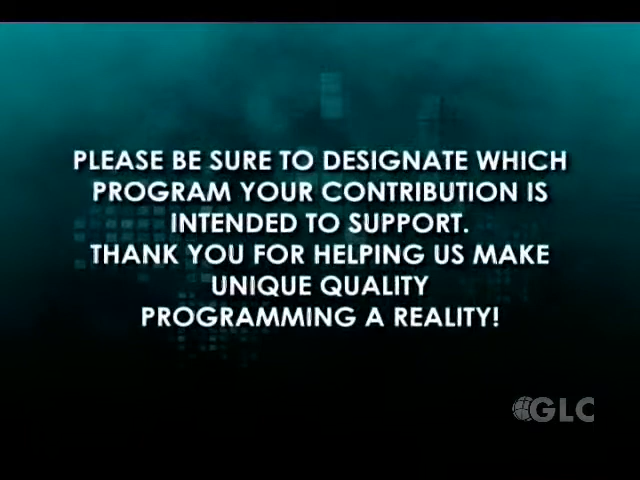 PLEASE BE SURE TO DESIGNATE WHICH
PROGRAM YOUR CONTRIBUTION IS
INTENDED TO SUPPORT.
THANK YOU FOR HELPING US MAKE
UNIQUE QUALITY
PROGRAMMING A REALITY!
GLC